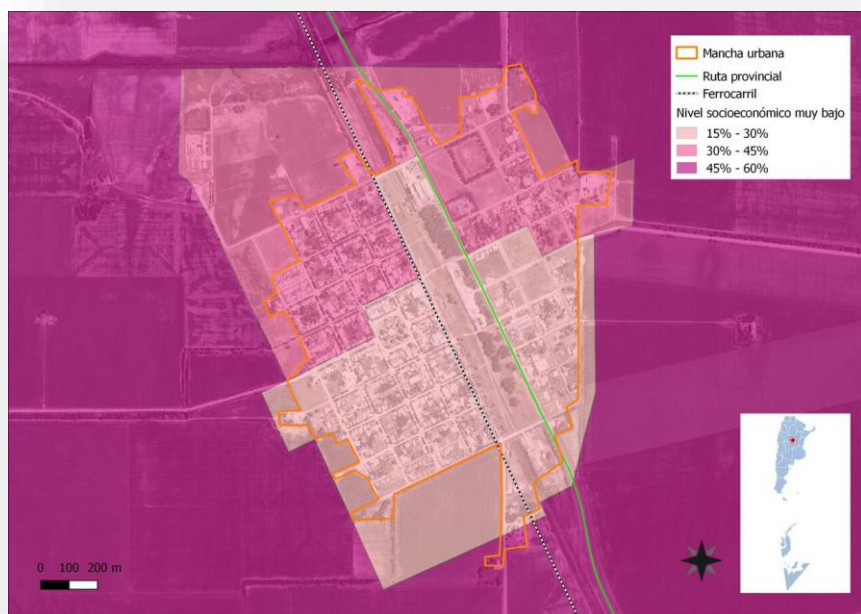 Mancha urbana
Ruta provincial
Ferrocarril
Nivel socioeconómico muy bajo
15% - 30%
30% - 45%
45% - 60%
0 100 200 m